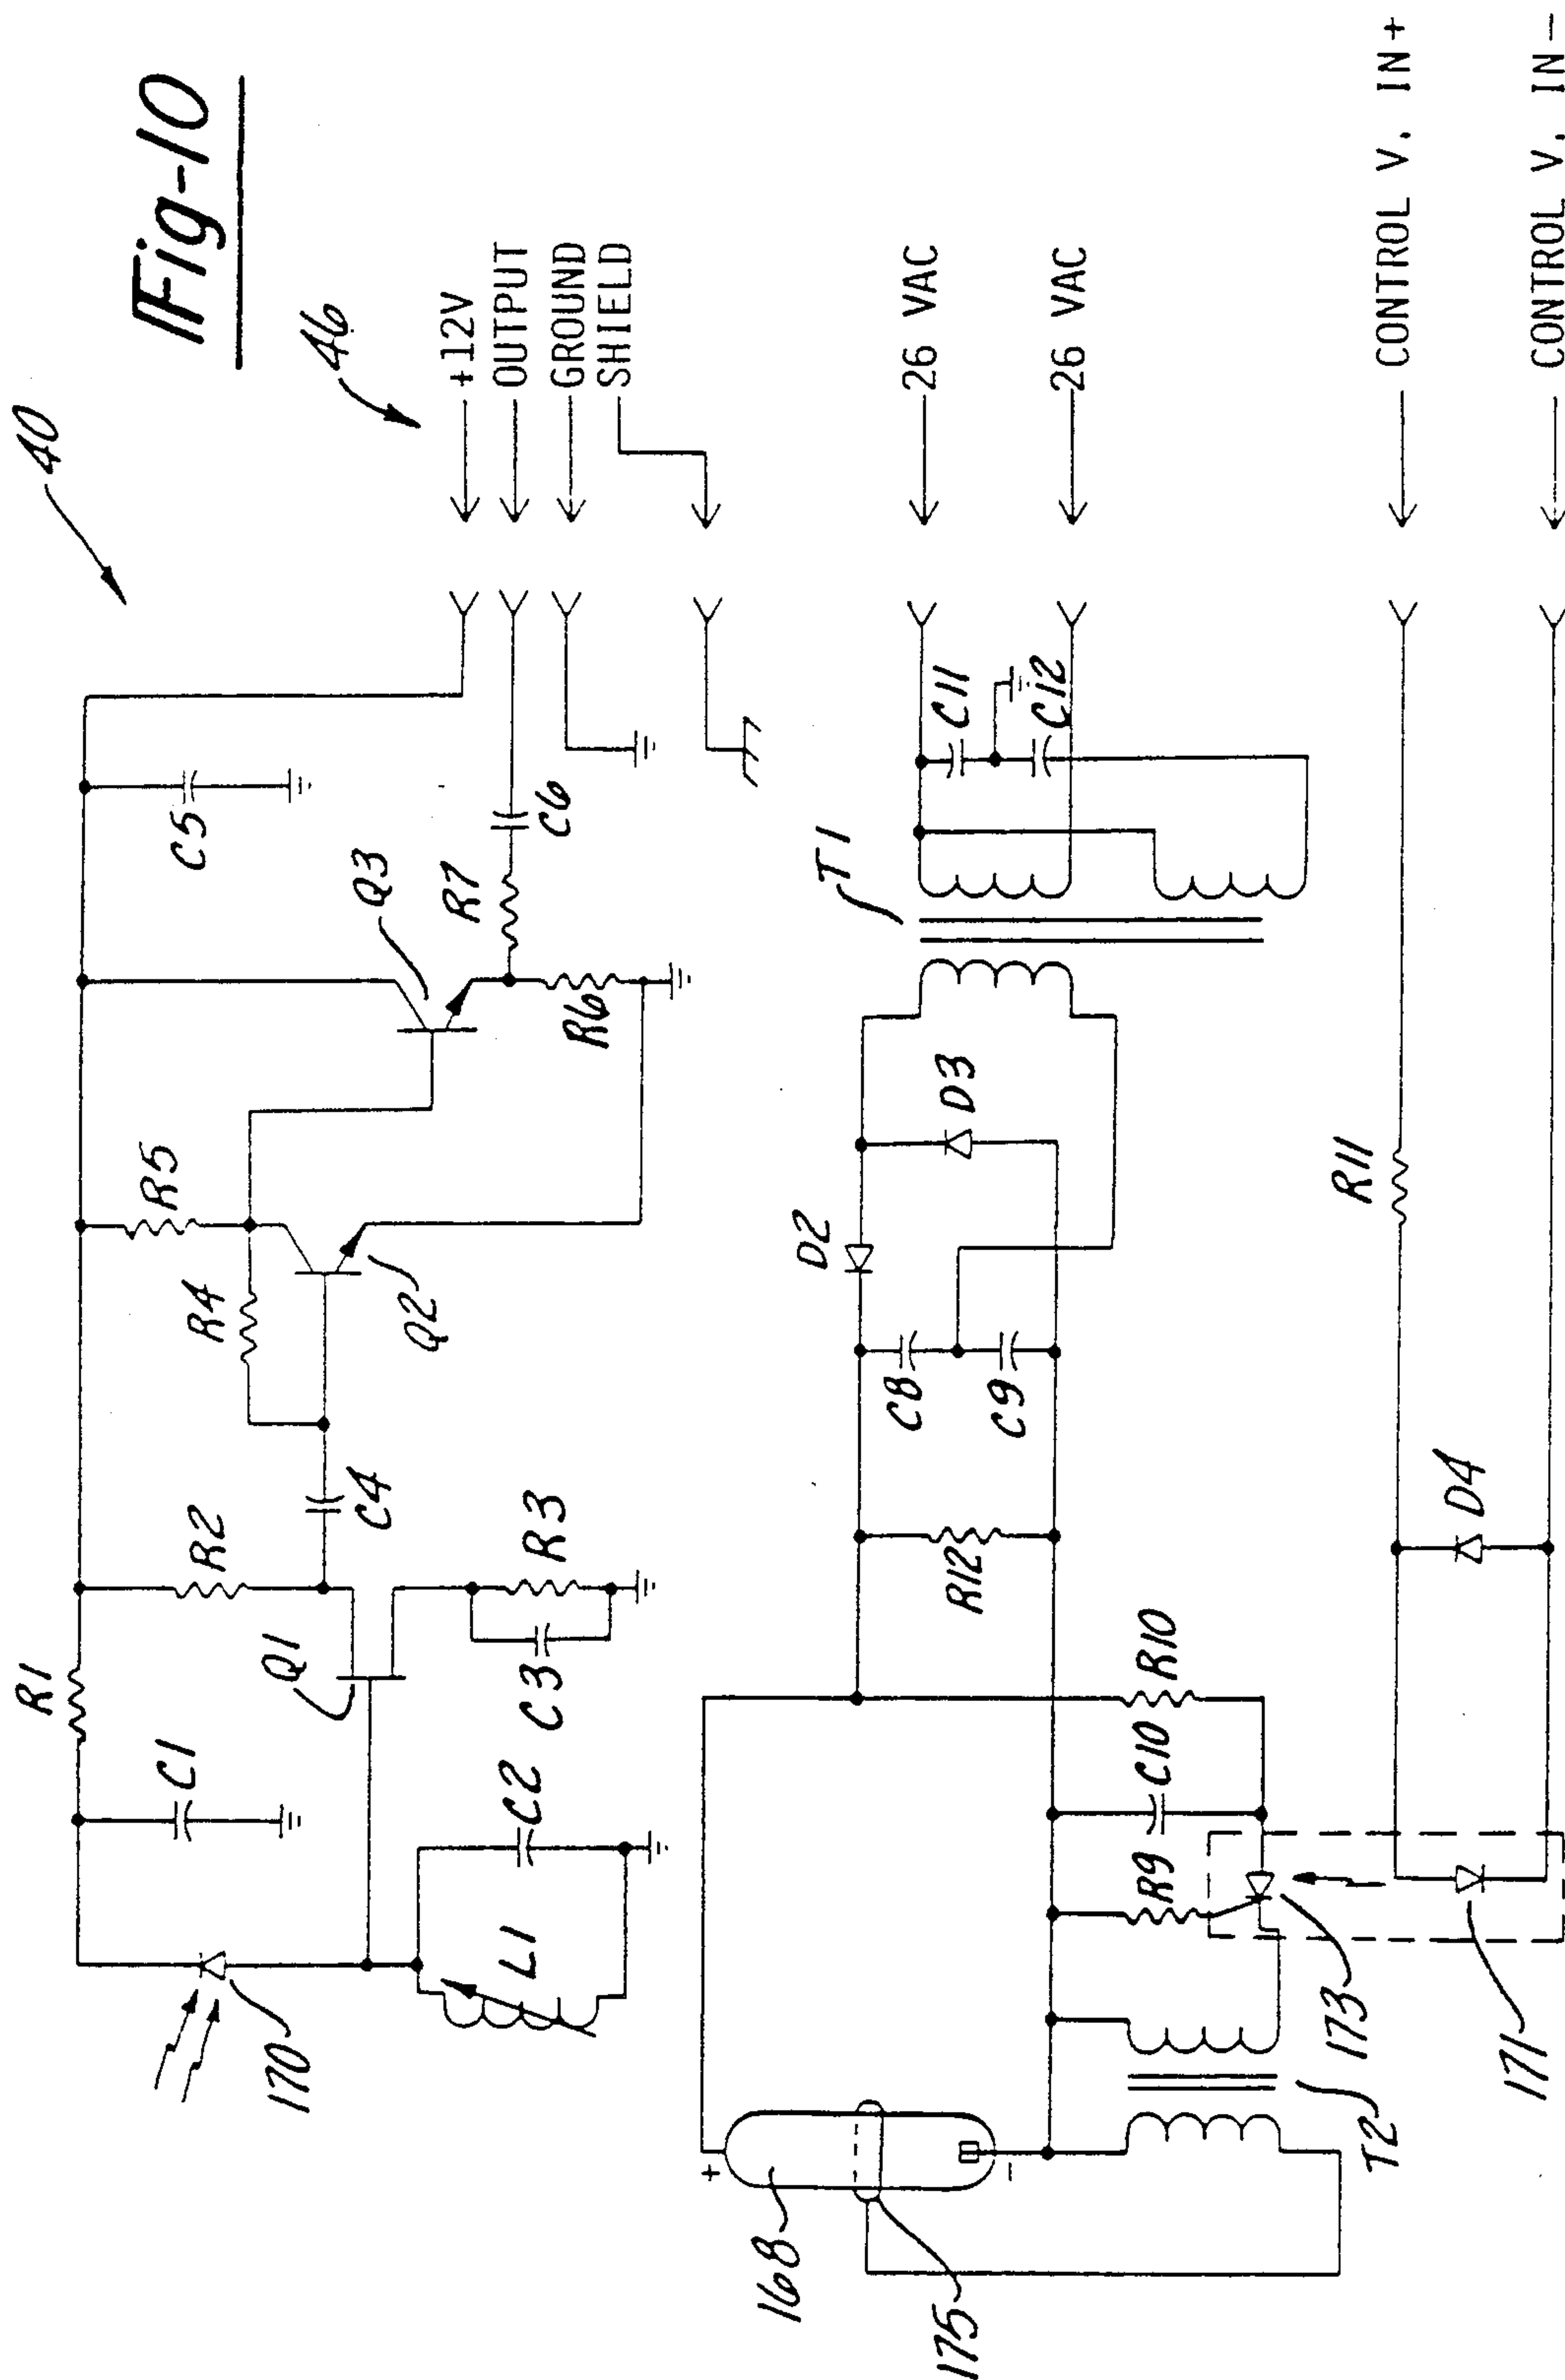 Fig-10
40
46
+12V
OUTPUT
GROUND
SHIELD
26 VAC
26 VAC
CONTROL V. IN+
CONTROL V. IN-
R1
C1
170
L1
C2
Q1
R2
C3
R3
C4
R4
R5
Q2
Q3
C5
R7
C6
R6
T1
C11
C12
D2
D3
C8
C9
R12
R10
C10
R9
168
+
-
175
T2
173
171
D4
R11